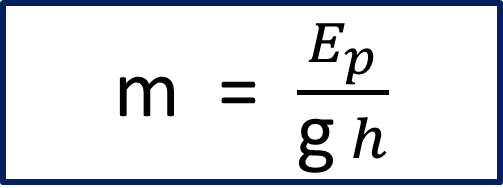 m = E_p / g h